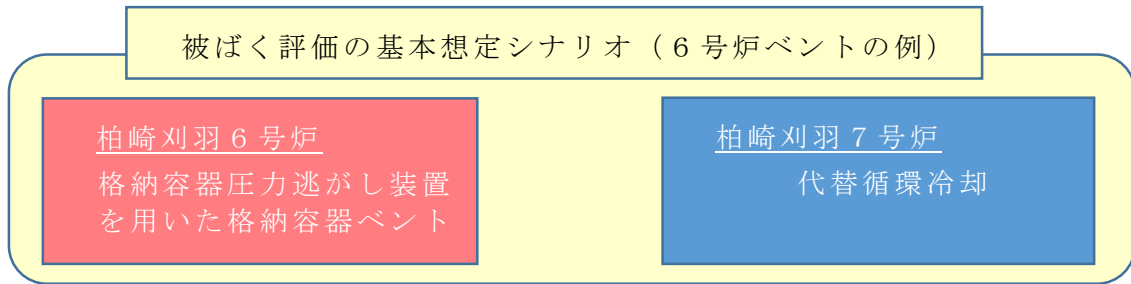 被ばく評価の基本想定シナリオ（６号炉ベントの例）
柏崎刈羽６号炉
格納容器圧力逃がし装置
を用いた格納容器ベント
柏崎刈羽７号炉
代替循環冷却